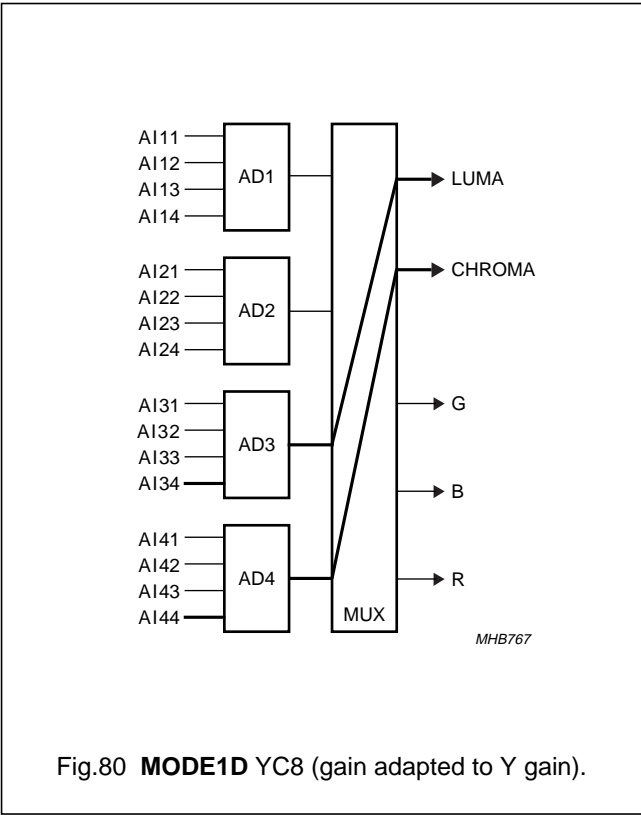 AI11
AI12
AI13
AI14
AD1
LUMA
CHROMA
AI21
AI22
AI23
AI24
AD2
AI31
AI32
AI33
AI34
AD3
G
B
AI41
AI42
AI43
AI44
AD4
R
MUX
MHB767
Fig.80 MODE1D YC8 (gain adapted to Y gain).